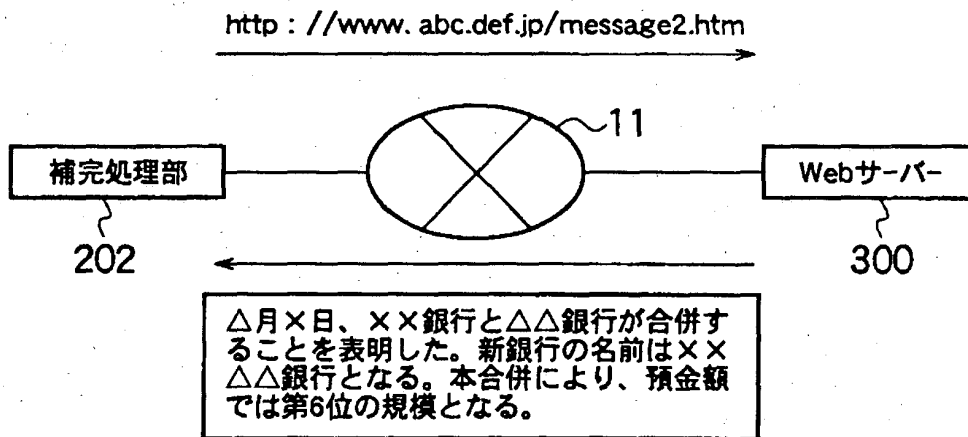 http : //www. abc.def.jp/message2.htm
11
補完処理部
Webサーバー
202
300
△月×日、××銀行と△△銀行が合併す
ることを表明した。新銀行の名前は××
△△銀行となる。本合併により、預金額
では第6位の規模となる。